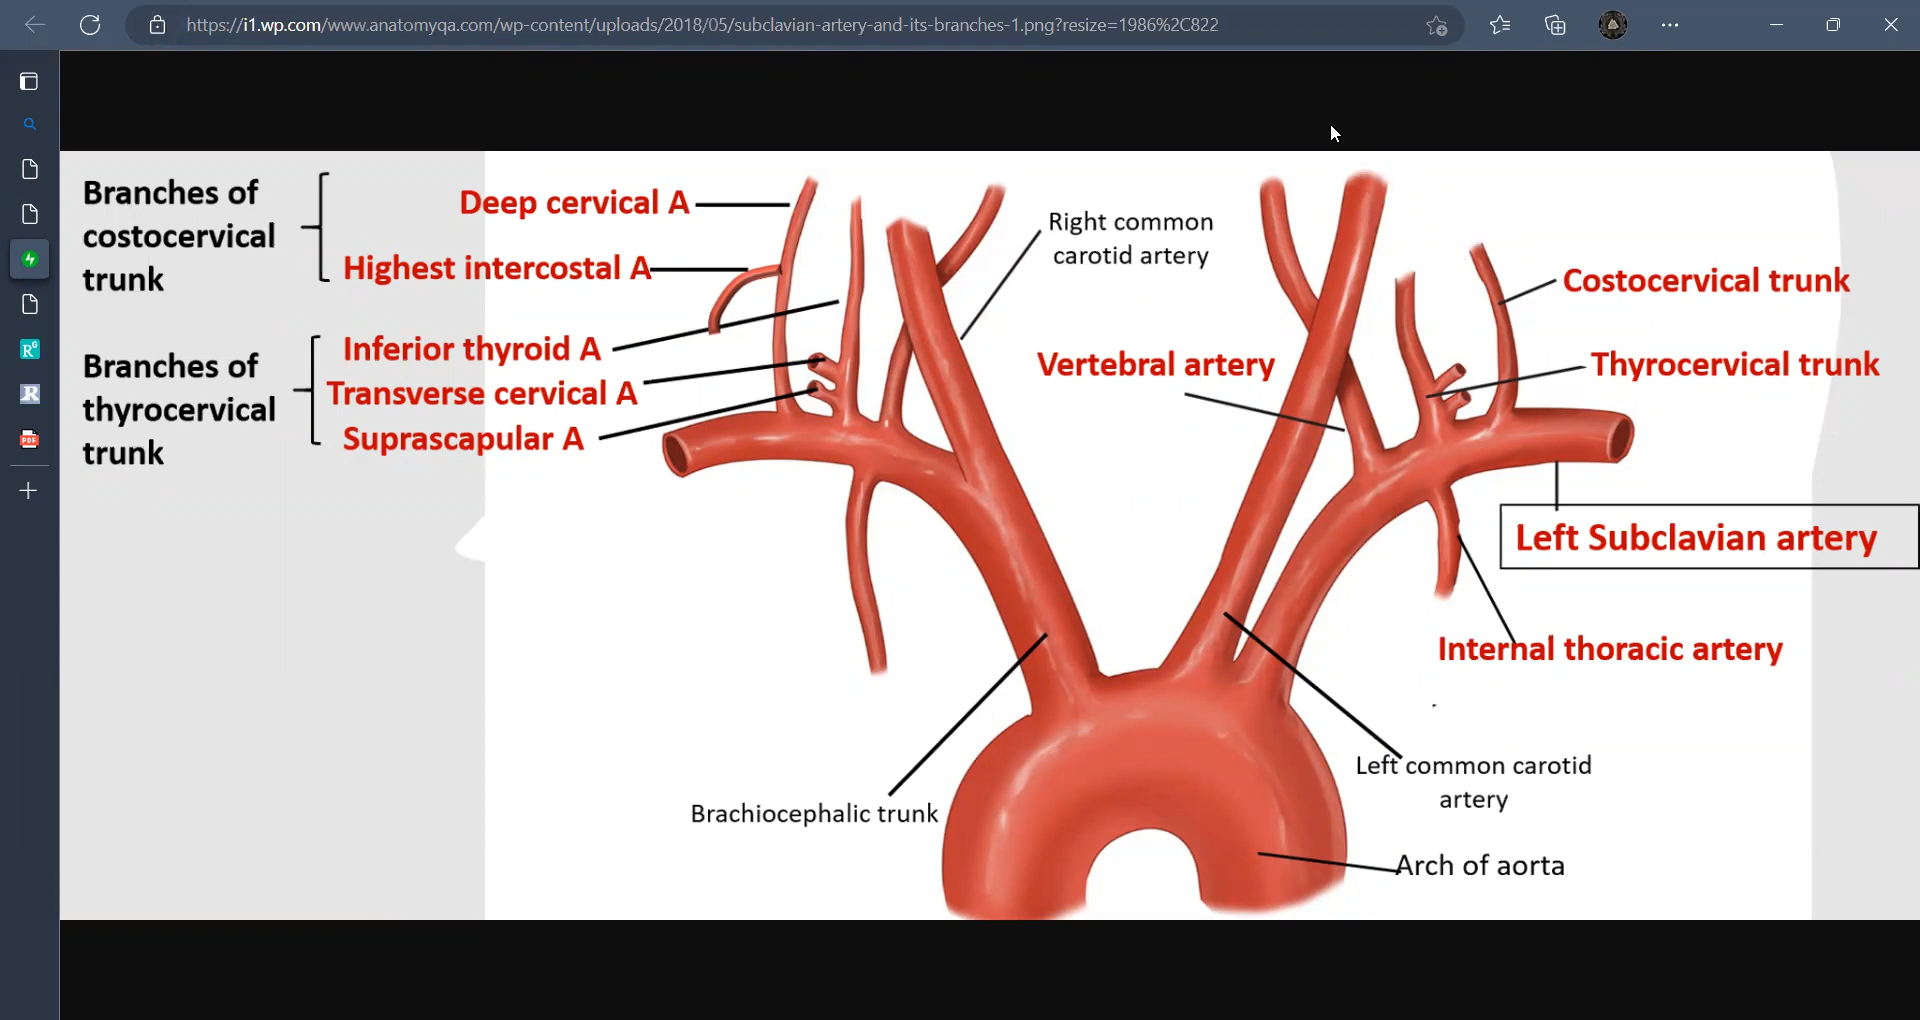 https://i1.wp.com/www.anatomyqa.com/wp-content/uploads/2018/05/subclavian-artery-and-its-branches-1.png?resize=1986%2C822
Branches of
costocervical
trunk
Deep cervical A
Highest intercostal A
Branches of
thyrocervical
trunk
Inferior thyroid A
Transverse cervical A
Suprascapular A
Right common
carotid artery
Vertebral artery
Costocervical trunk
Thyrocervical trunk
Left Subclavian artery
Internal thoracic artery
Brachiocephalic trunk
Left common carotid
artery
Arch of aorta
R^G
R
PDF